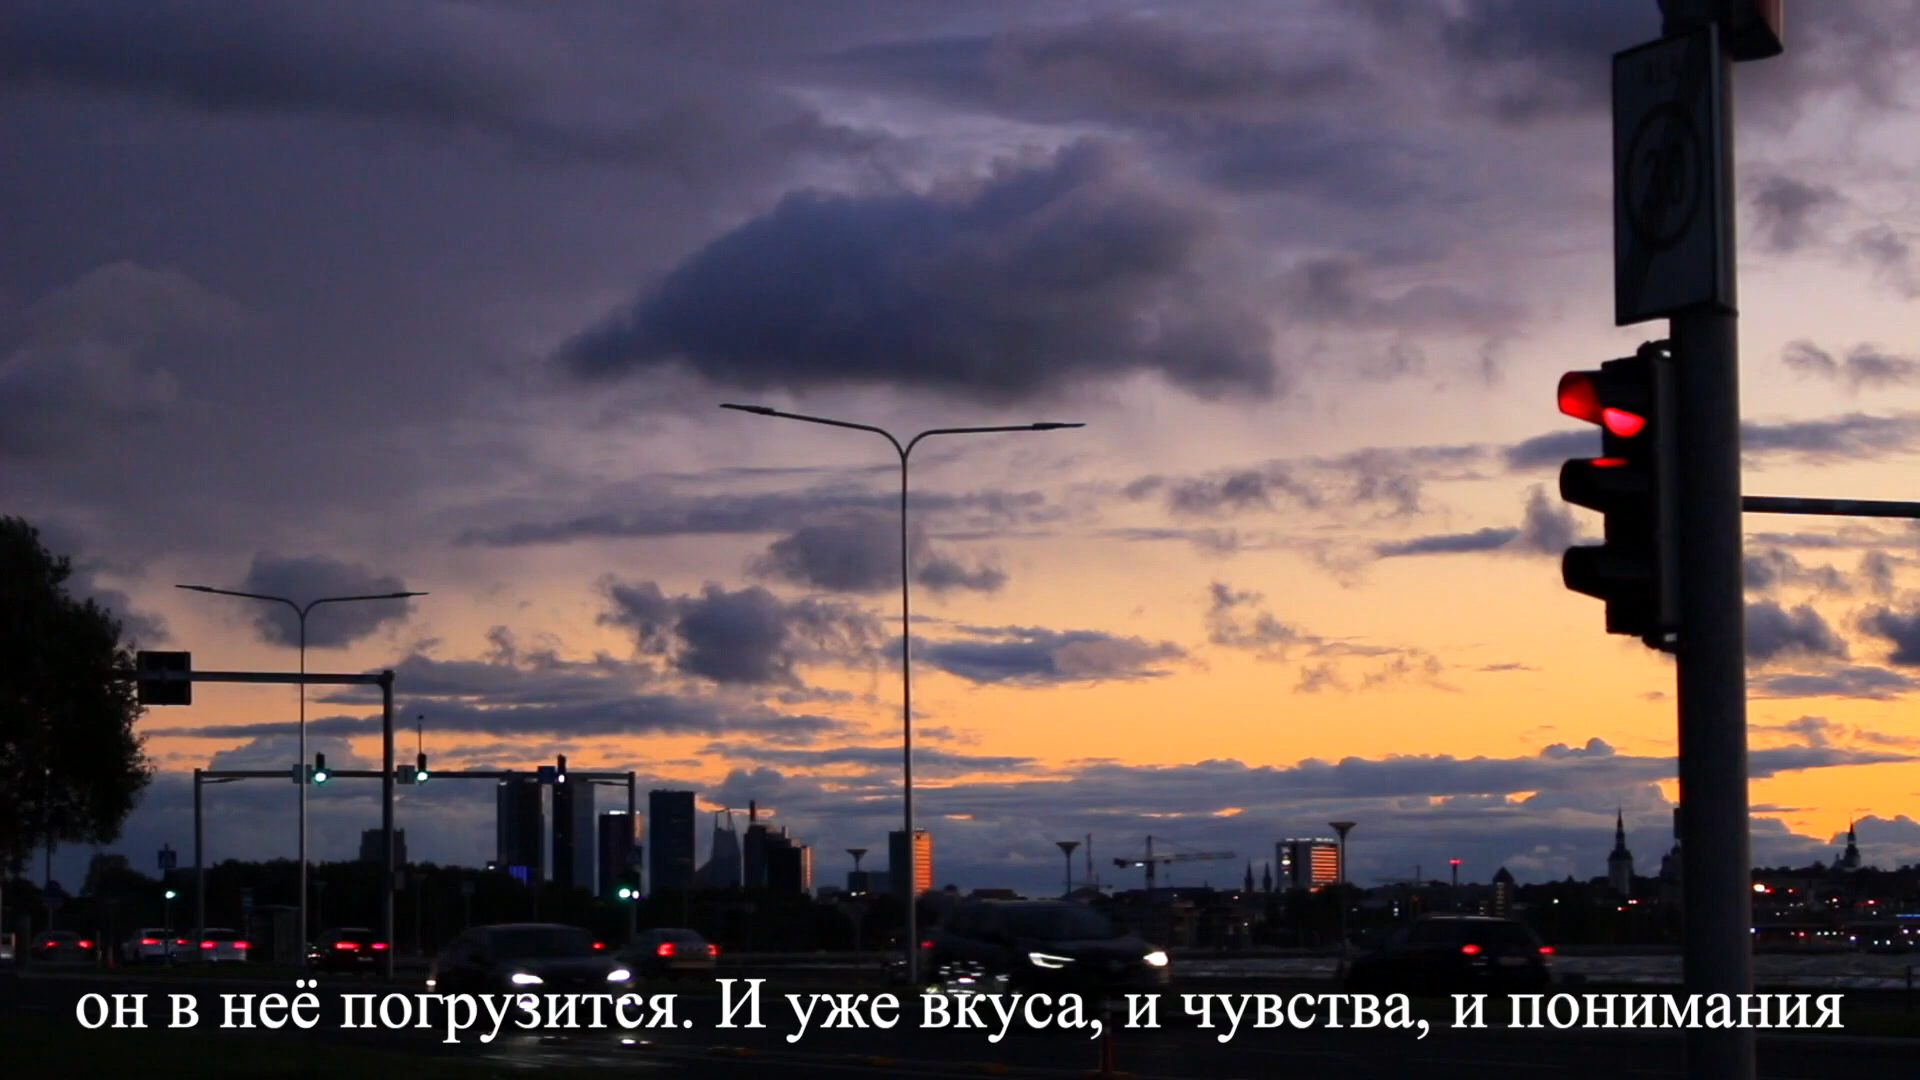 он в неё погрузится. И уже вкуса, и чувства, и понимания